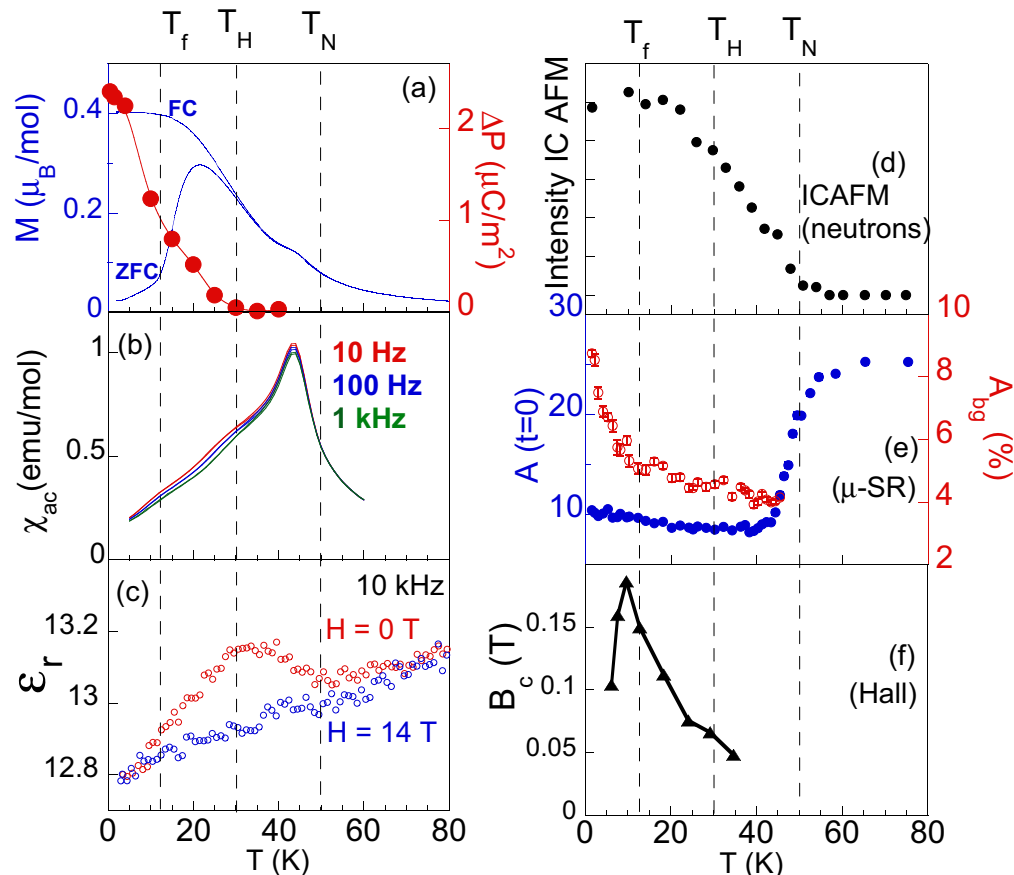 T_f T_H T_N
(a)
FC
ZFC
M (μ_B/mol)
0.4
0.2
0
ΔP (μC/m²)
2
1
0
(b)
10 Hz
100 Hz
1 kHz
χ_ac(emu/mol)
1
0.5
0
(c)
10 kHz
H = 0 T
H = 14 T
ε_r
13.2
13
12.8
0 20 40 60 80
T (K)
T_f T_H T_N
Intensity IC AFM
(d)
ICAFM
(neutrons)
30
20
10
A (t=0)
10
8
6
4
2
A_bg (%)
(e)
(μ-SR)
B_c (T)
0.15
0.1
0.05
0
(f)
(Hall)
0 20 40 60 80
T (K)